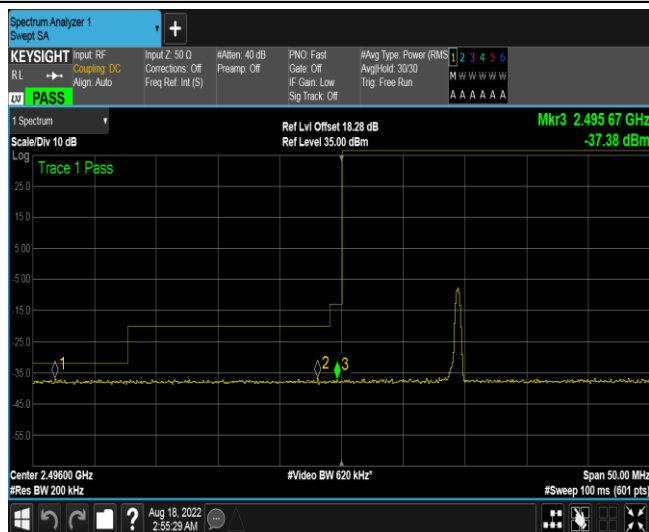 Spectrum Analyzer 1
Swept SA
KEYSIGHT Input: RF Input Z: 50 Ω #Atten: 40 dB PNO: Fast #Avg Type: Power (RMS 1 2 3 4 5 6
RL Coupling: DC Corrections: Off Preamp: Off Gate: Off Avg|Hold: 30/30 M W W W W W
Align: Auto Freq Ref: Int (S) IF Gain: Low Trig: Free Run
LXI PASS Sig Track: Off A A A A A A
1 Spectrum Ref Lvl Offset 18.28 dB Mkr3 2.495 67 GHz
Scale/Div 10 dB Ref Level 35.00 dBm -37.38 dBm
Log
Trace 1 Pass
25.0
15.0
5.00
-5.00
-15.0
-25.0
1 2 3
-35.0
-45.0
-55.0
Center 2.49600 GHz #Video BW 620 kHz* Span 50.00 MHz
#Res BW 200 kHz #Sweep 100 ms (601 pts)
? Aug 18, 2022
2:55:29 AM